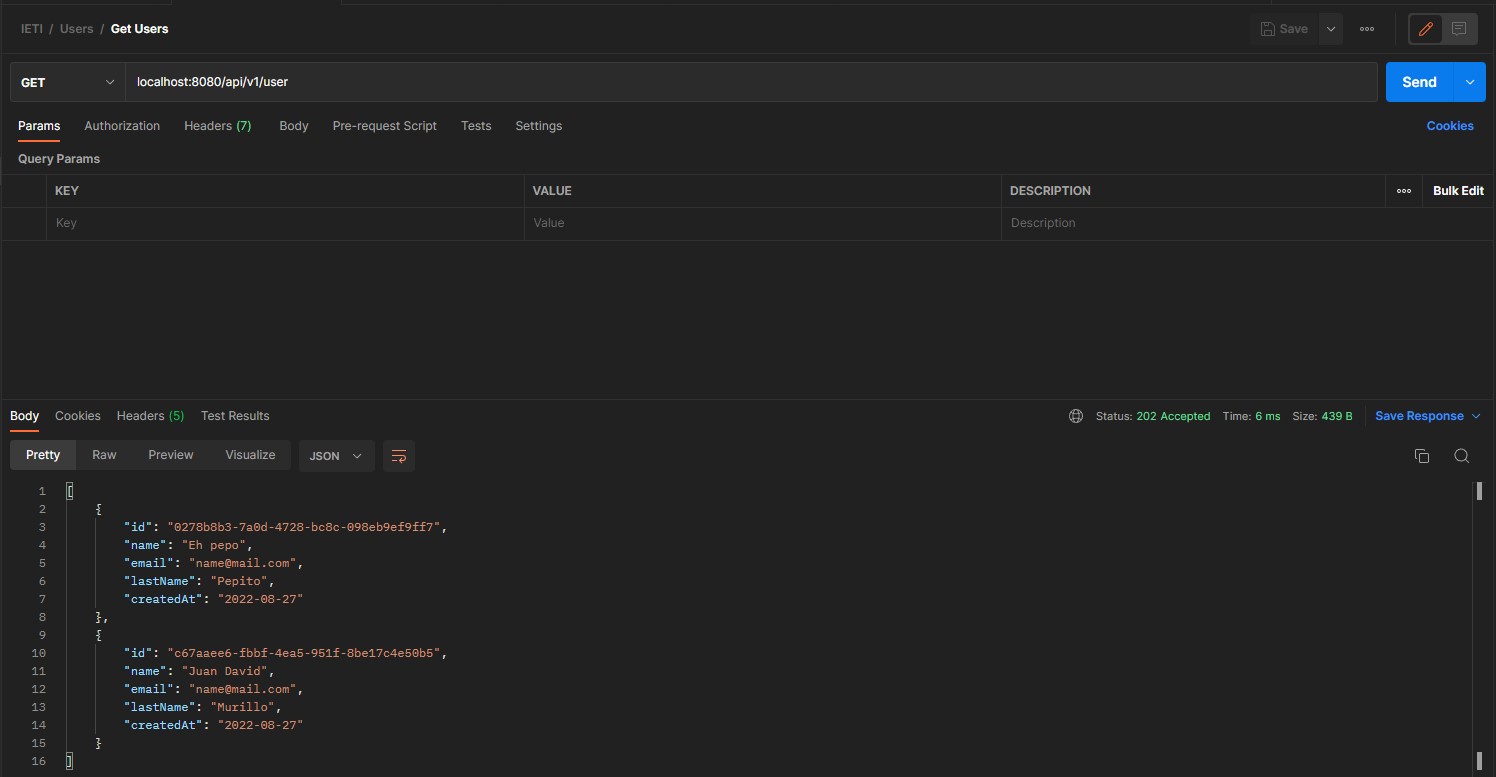 IETI / Users / Get Users
Save
GET localhost:8080/api/v1/user Send
Params Authorization Headers (7) Body Pre-request Script Tests Settings Cookies
Query Params
KEY VALUE DESCRIPTION Bulk Edit
Key Value Description
Body Cookies Headers (5) Test Results Status: 202 Accepted Time: 6 ms Size: 439 B Save Response
Pretty Raw Preview Visualize JSON
1 [
2 {
3 "id": "0278b8b3-7a0d-4728-bc8c-098eb9ef9ff7",
4 "name": "Eh pepo",
5 "email": "name@mail.com",
6 "lastName": "Pepito",
7 "createdAt": "2022-08-27"
8 },
9 {
10 "id": "c67aaee6-fbbf-4ea5-951f-8be17c4e50b5",
11 "name": "Juan David",
12 "email": "name@mail.com",
13 "lastName": "Murillo",
14 "createdAt": "2022-08-27"
15 }
16 ]